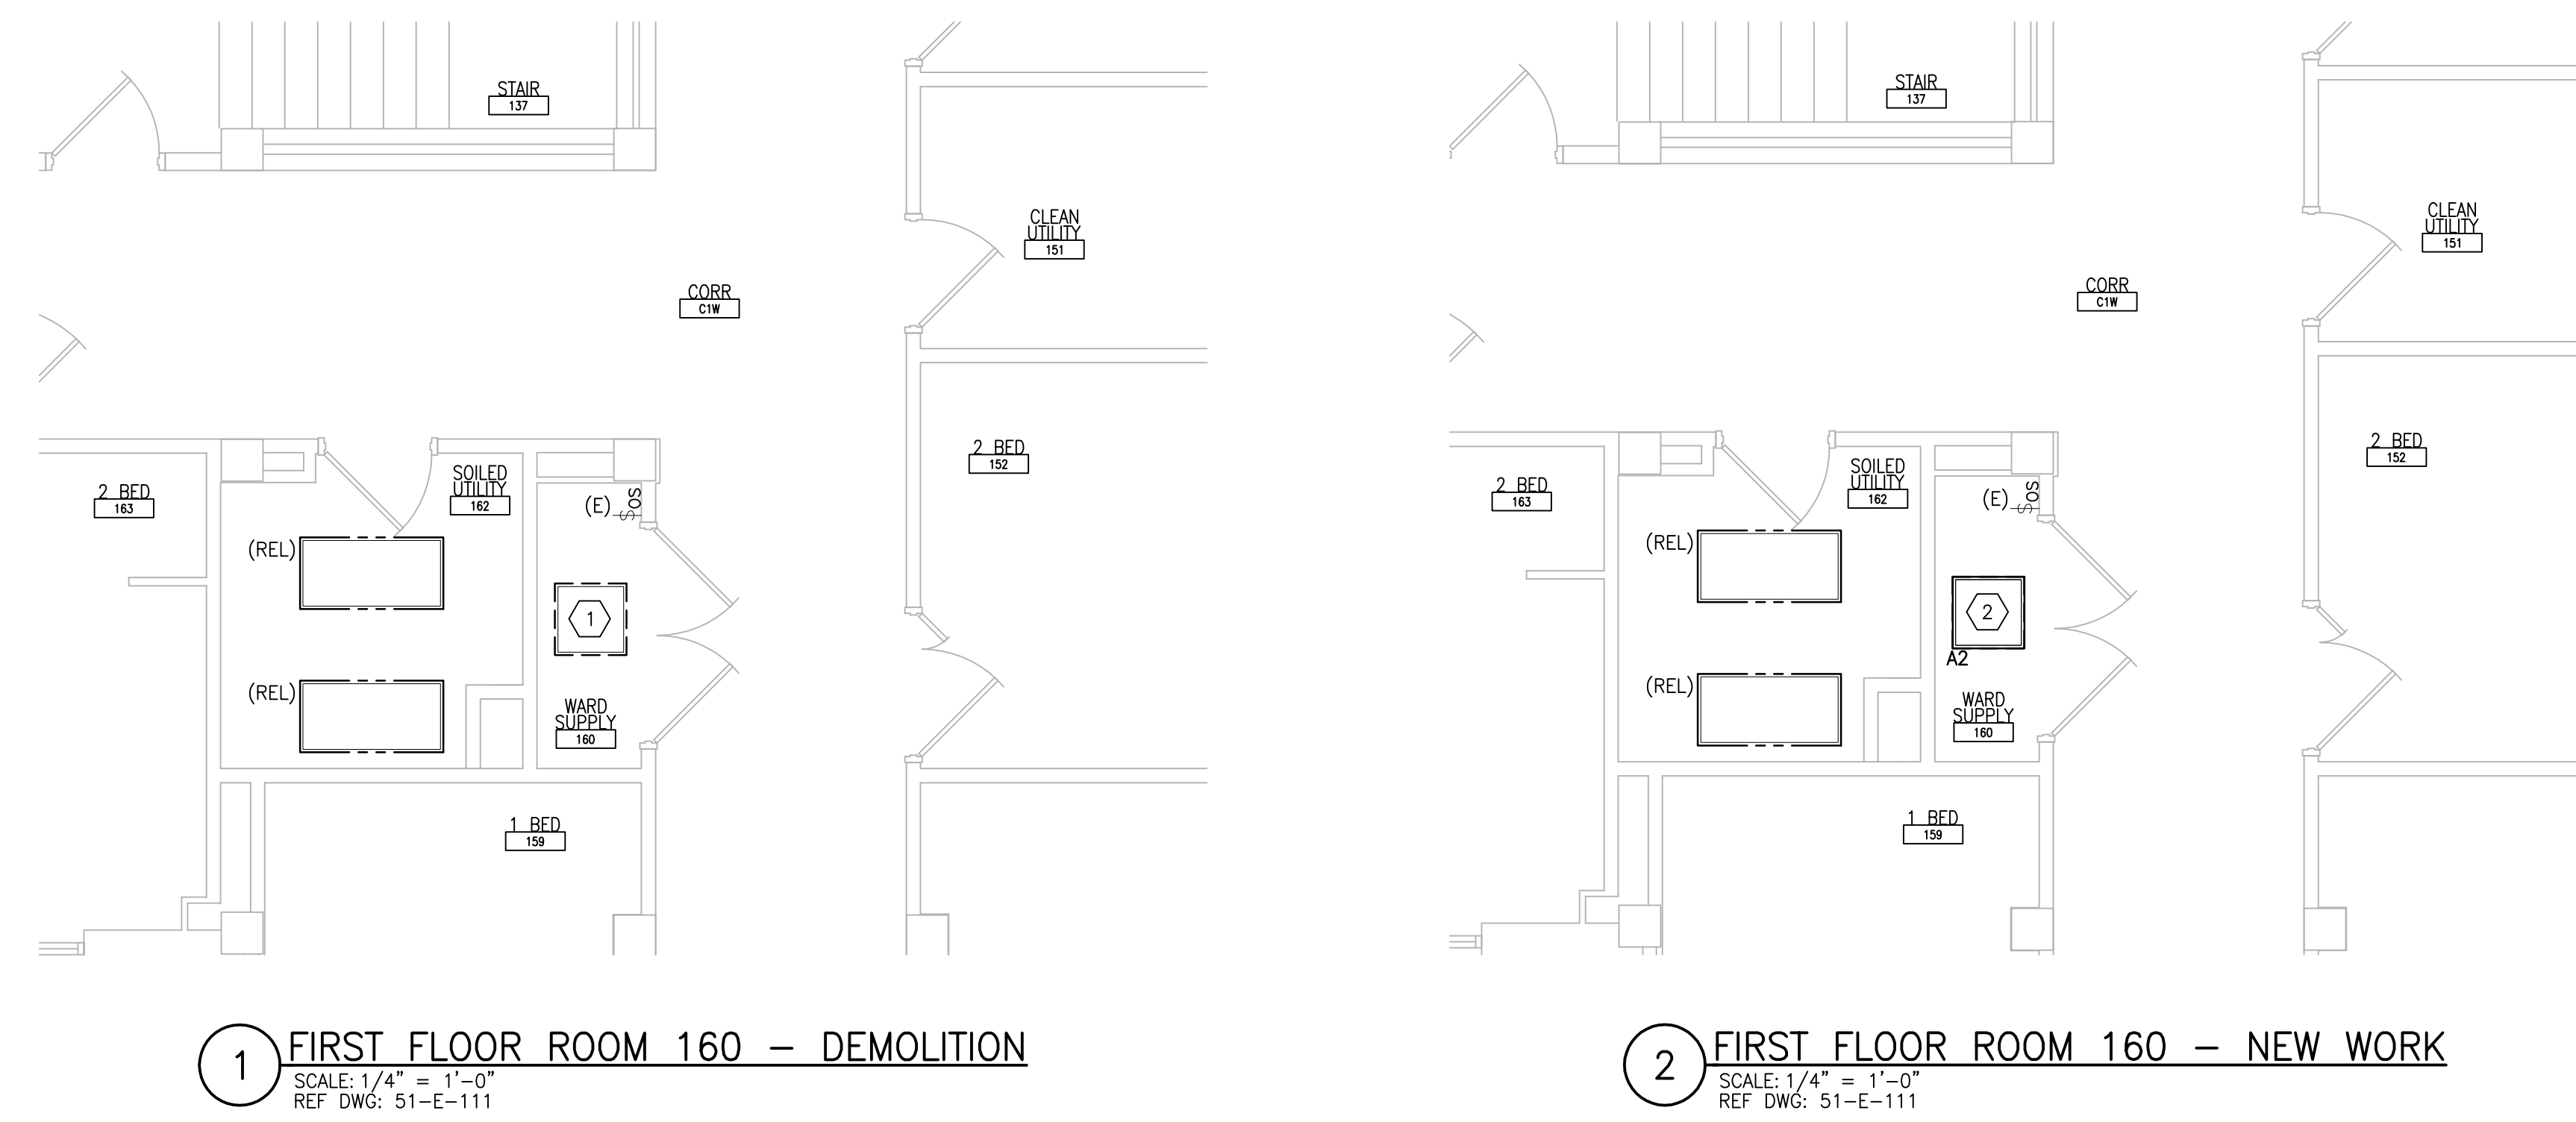 STAIR
137
CLEAN
UTILITY
151
CORR
C1W
2 BED
152
2 BED
163
SOILED
UTILITY
162
(E)
SOS
(REL)
1
(REL)
WARD
SUPPLY
160
1 BED
159
1
FIRST FLOOR ROOM 160 - DEMOLITION
SCALE: 1/4" = 1'-0"
REF DWG: 51-E-111
STAIR
137
CLEAN
UTILITY
151
CORR
C1W
2 BED
152
2 BED
163
SOILED
UTILITY
162
(E)
SOS
(REL)
2
A2
(REL)
WARD
SUPPLY
160
1 BED
159
2
FIRST FLOOR ROOM 160 - NEW WORK
SCALE: 1/4" = 1'-0"
REF DWG: 51-E-111